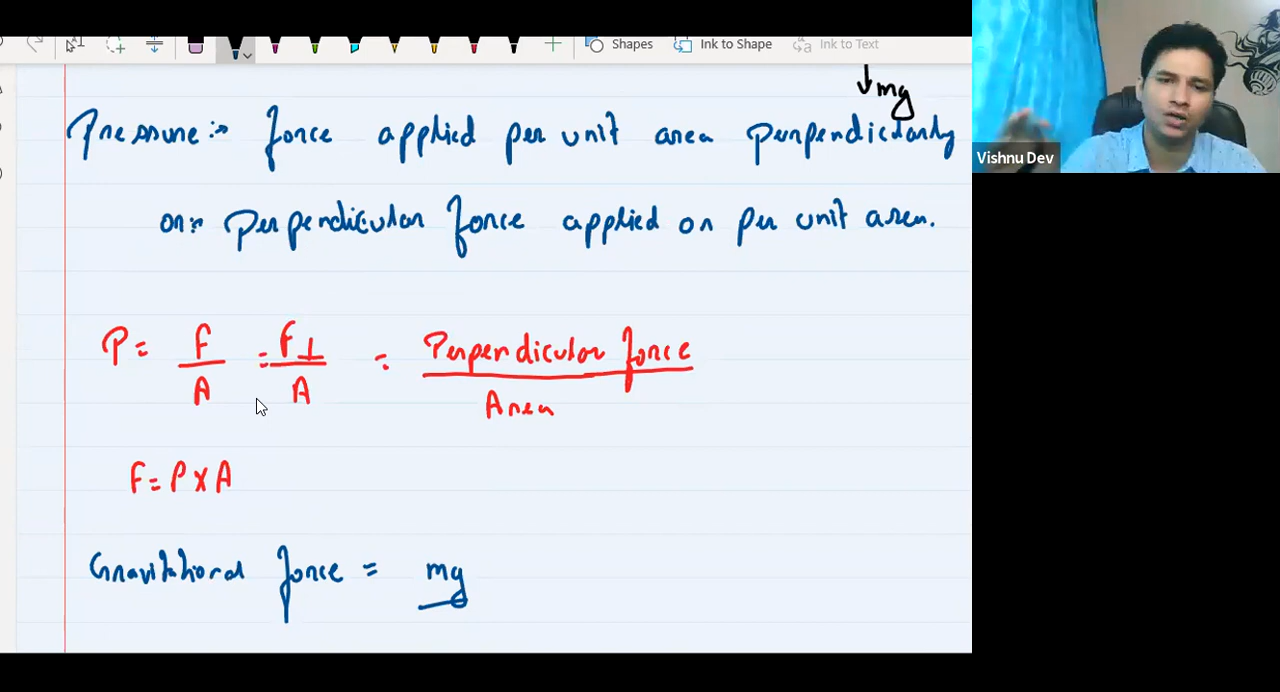 Shapes Ink to Shape Ink to Text
↓mg
Pressure:- force applied per unit area perpendicularly
or:- perpendicular force applied on per unit area.
P = F/A = F⊥/A = Perpendicular force/Area
F = P × A
Gravitational force = mg
Vishnu Dev